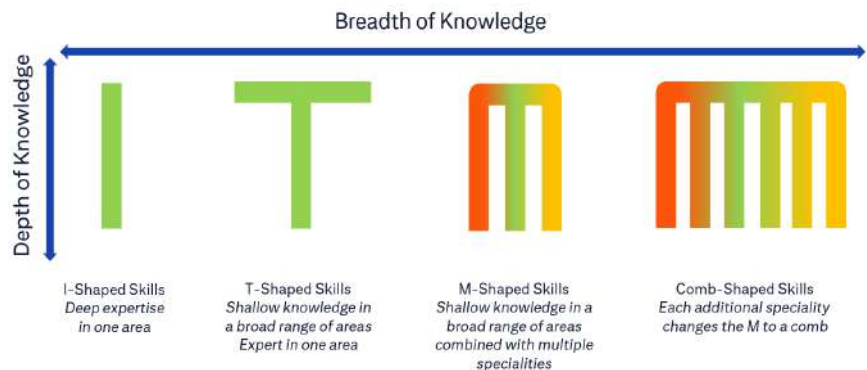 Breadth of Knowledge
Depth of Knowledge
I-Shaped Skills
Deep expertise
in one area
T-Shaped Skills
Shallow knowledge in
a broad range of areas
Expert in one area
M-Shaped Skills
Shallow knowledge in a
broad range of areas
combined with multiple
specialities
Comb-Shaped Skills
Each additional speciality
changes the M to a comb